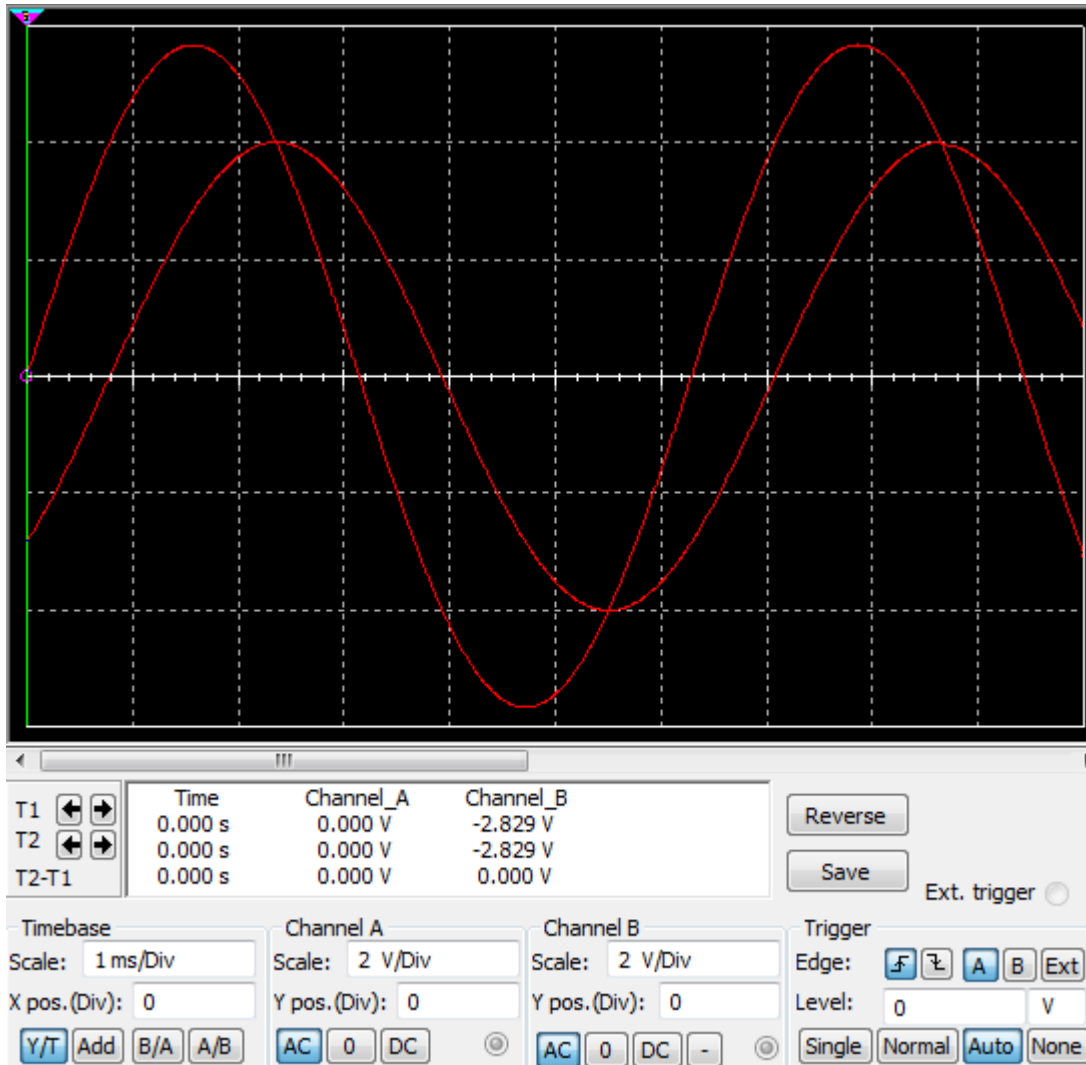 Time Channel_A Channel_B
T1 0.000 s 0.000 V -2.829 V
T2 0.000 s 0.000 V -2.829 V
T2-T1 0.000 s 0.000 V 0.000 V
Reverse
Save
Ext. trigger
Timebase
Scale: 1 ms/Div
X pos.(Div): 0
Y/T Add B/A A/B
Channel A
Scale: 2 V/Div
Y pos.(Div): 0
AC 0 DC
Channel B
Scale: 2 V/Div
Y pos.(Div): 0
AC 0 DC -
Trigger
Edge: A B Ext
Level: 0 V
Single Normal Auto None